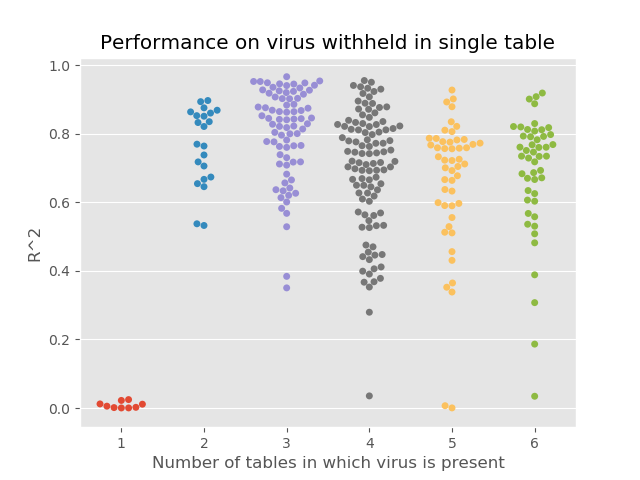 Performance on virus withheld in single table
1.0
0.8
0.6
0.4
0.2
0.0
R^2
1 2 3 4 5 6
Number of tables in which virus is present